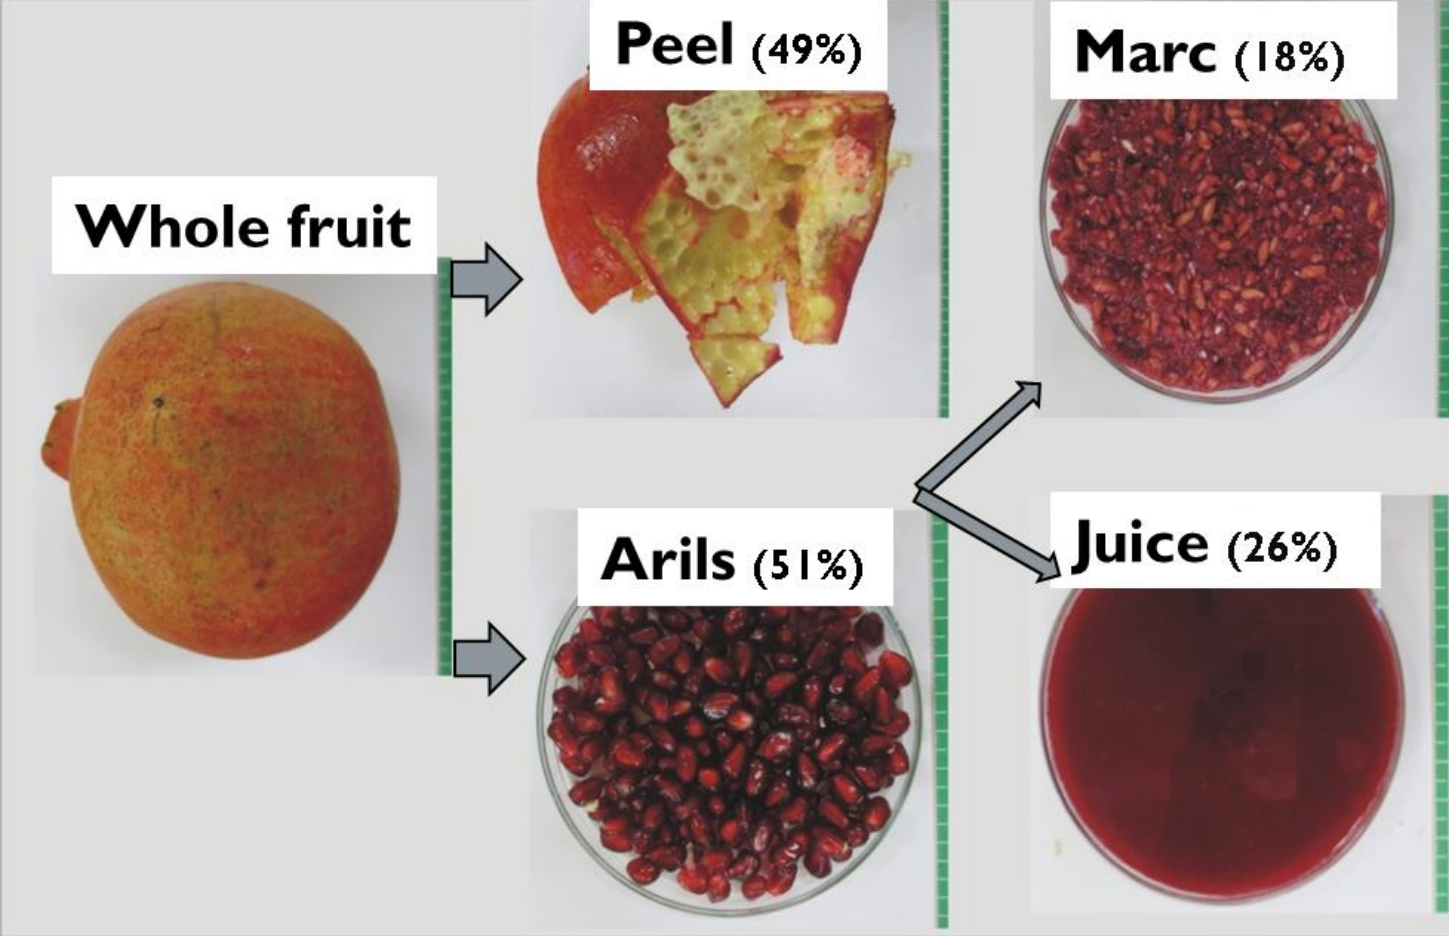 Whole fruit
Peel (49%)
Arils (51%)
Marc (18%)
Juice (26%)